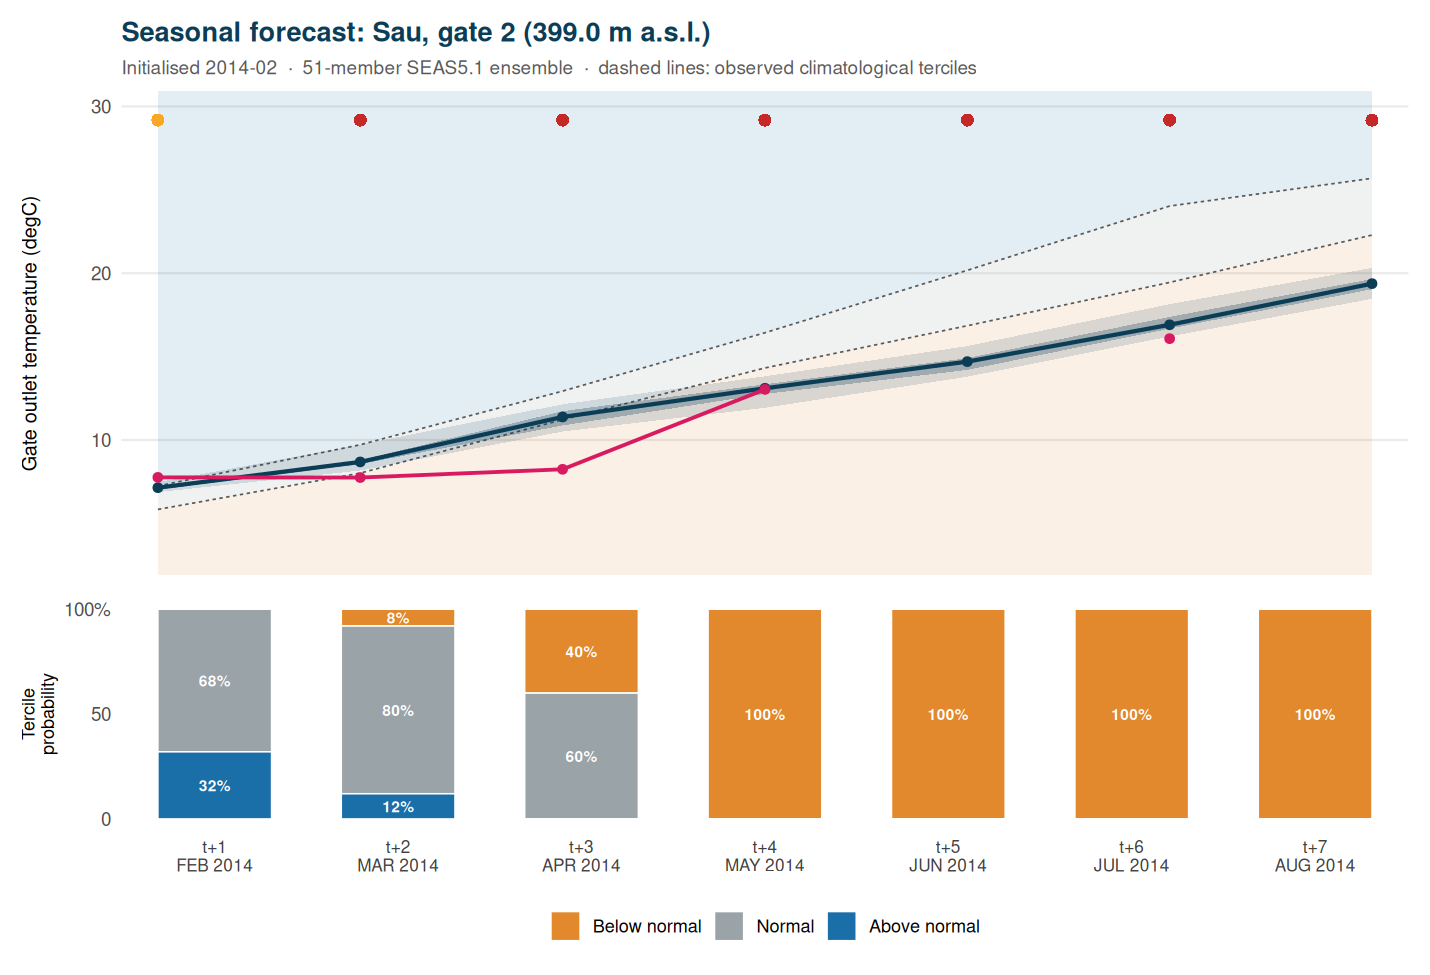 Seasonal forecast: Sau, gate 2 (399.0 m a.s.l.)
Initialised 2014-02 · 51-member SEAS5.1 ensemble · dashed lines: observed climatological terciles
30
20
10
Gate outlet temperature (degC)
100%
50
0
Tercile
probability
68%
32%
8%
80%
12%
40%
60%
100%
100%
100%
100%
t+1
FEB 2014
t+2
MAR 2014
t+3
APR 2014
t+4
MAY 2014
t+5
JUN 2014
t+6
JUL 2014
t+7
AUG 2014
Below normal
Normal
Above normal